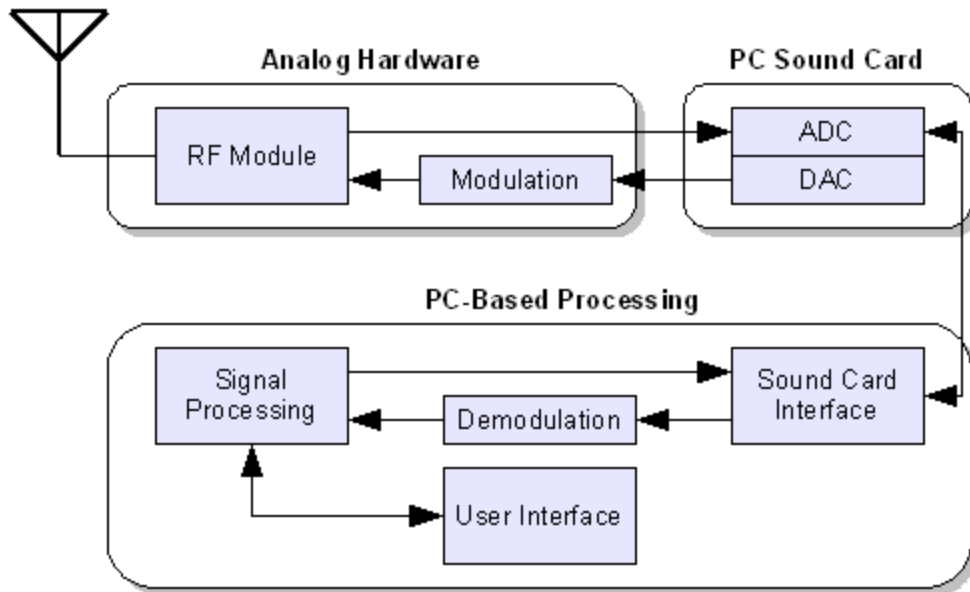 Analog Hardware
PC Sound Card
RF Module
Modulation
ADC
DAC
PC-Based Processing
Signal
Processing
Demodulation
Sound Card
Interface
User Interface